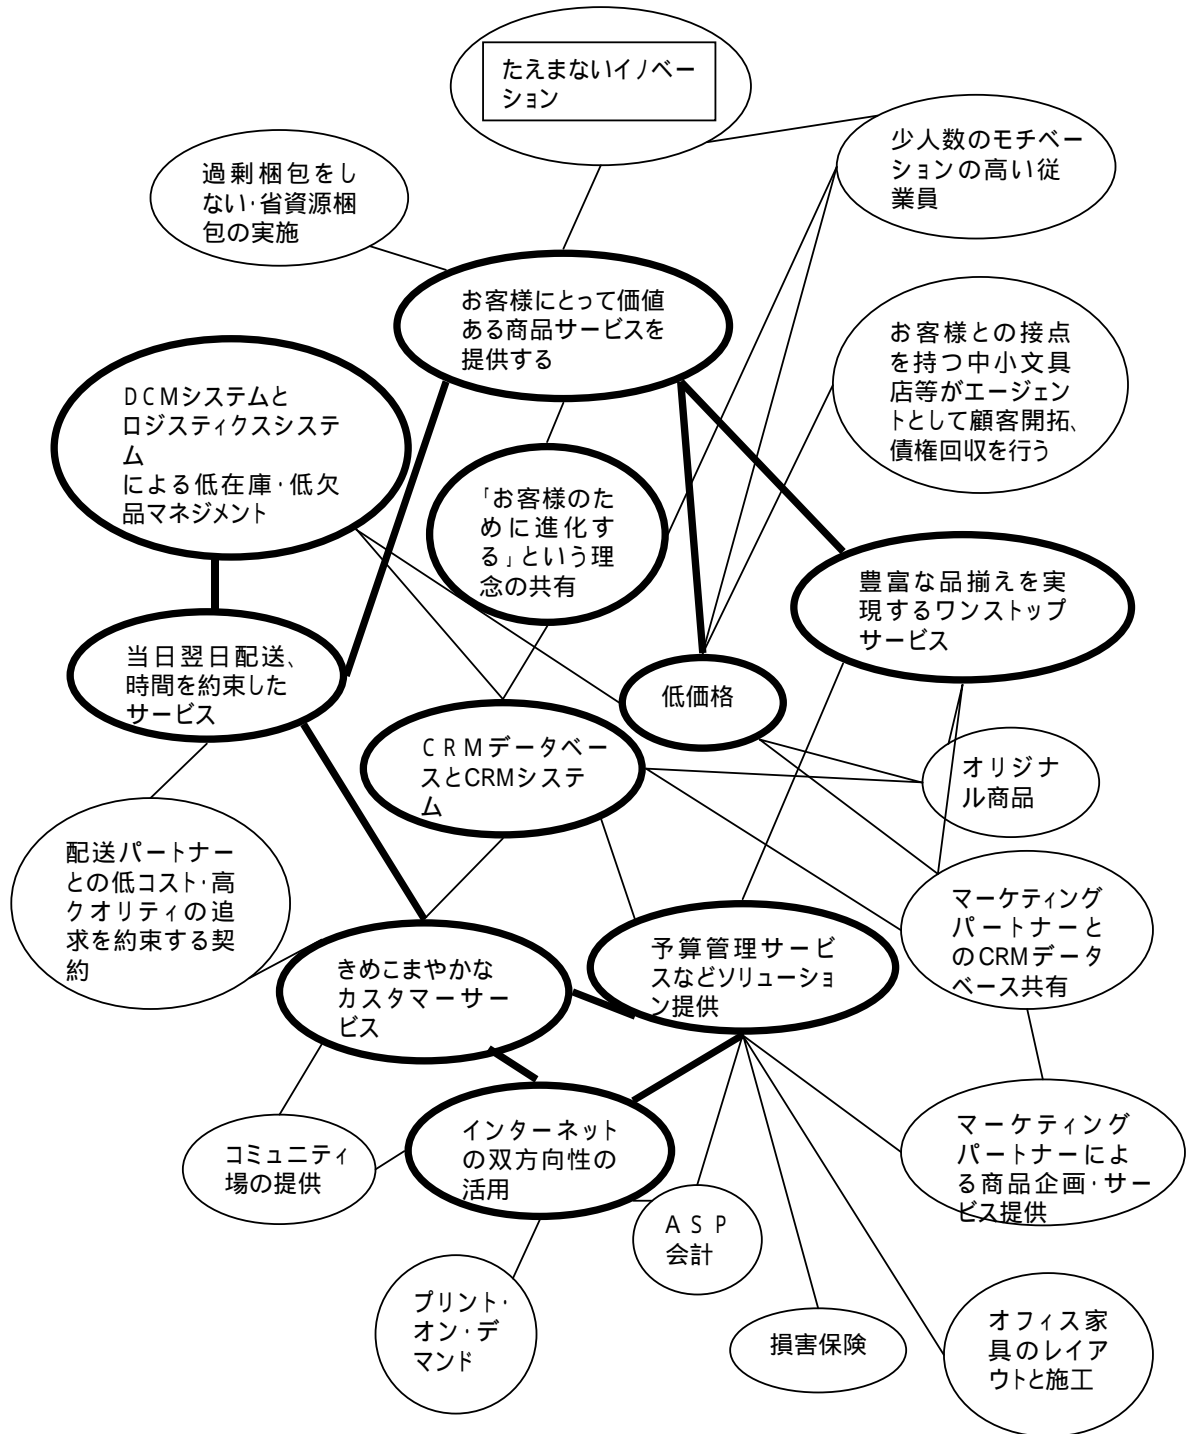 たえまないイノベー
ション
少人数のモチベー
ションの高い従
業員
過剰梱包をし
ない・省資源梱
包の実施
お客様にとって価値
ある商品サービスを
提供する
お客様との接点
を持つ中小文具
店等がエージェン
トとして顧客開拓、
債権回収を行う
DCMシステムと
ロジスティクスシステ
ム
による低在庫・低欠
品マネジメント
「お客様のた
めに進化す
る」という理
念の共有
豊富な品揃えを実
現するワンストップ
サービス
当日翌日配送、
時間を約束した
サービス
低価格
CRMデータベー
スとCRMシステ
ム
オリジナ
ル商品
配送パートナー
との低コスト・高
クオリティの追
求を約束する契
約
マーケティング
パートナーと
のCRMデータ
ベース共有
きめこまやかな
カスタマーサー
ビス
予算管理サービ
スなどソリューショ
ン提供
インターネット
の双方向性の
活用
コミュニティ
場の提供
マーケティング
パートナーによ
る商品企画・サー
ビス提供
ASP
会計
プリント・
オン・デ
マンド
損害保険
オフィス家
具のレイア
ウトと施工